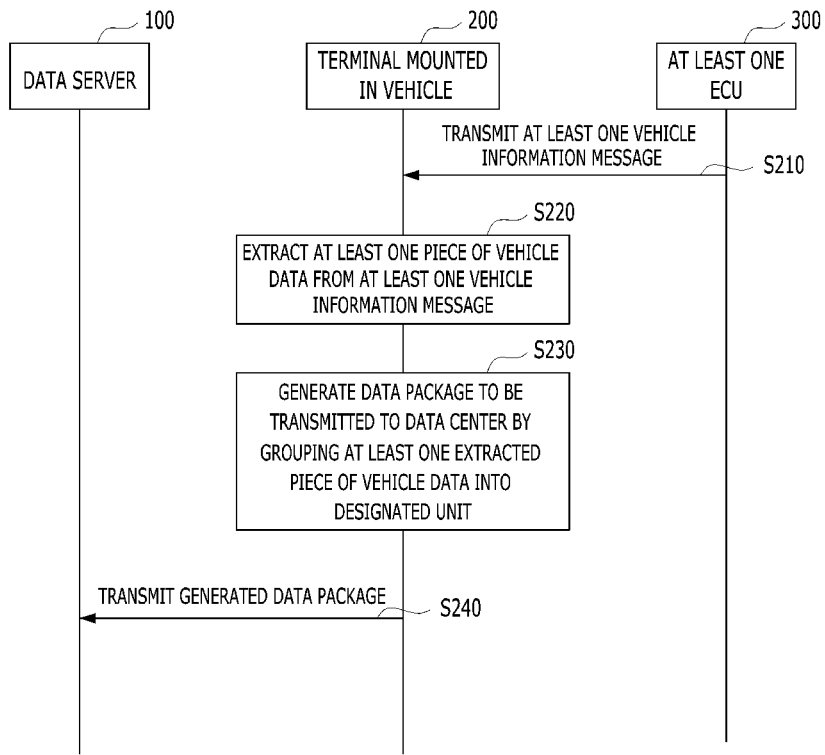 100
200
300
DATA SERVER
TERMINAL MOUNTED
IN VEHICLE
AT LEAST ONE
ECU
TRANSMIT AT LEAST ONE VEHICLE
INFORMATION MESSAGE
S210
S220
EXTRACT AT LEAST ONE PIECE OF VEHICLE
DATA FROM AT LEAST ONE VEHICLE
INFORMATION MESSAGE
S230
GENERATE DATA PACKAGE TO BE
TRANSMITTED TO DATA CENTER BY
GROUPING AT LEAST ONE EXTRACTED
PIECE OF VEHICLE DATA INTO
DESIGNATED UNIT
TRANSMIT GENERATED DATA PACKAGE
S240